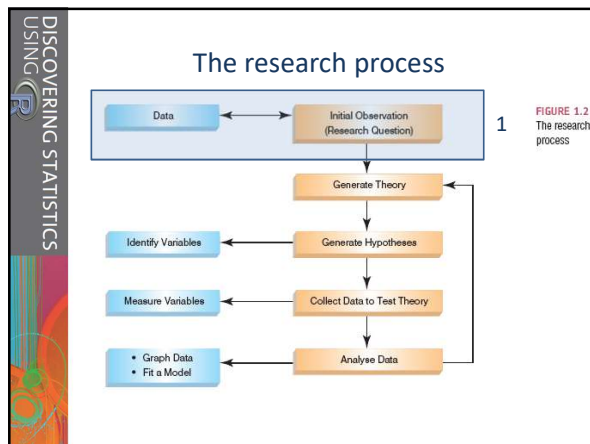 DISCOVERING STATISTICS
USING R
The research process
Data
Initial Observation
(Research Question)
1
FIGURE 1.2
The research
process
Generate Theory
Identify Variables
Generate Hypotheses
Measure Variables
Collect Data to Test Theory
• Graph Data
• Fit a Model
Analyse Data